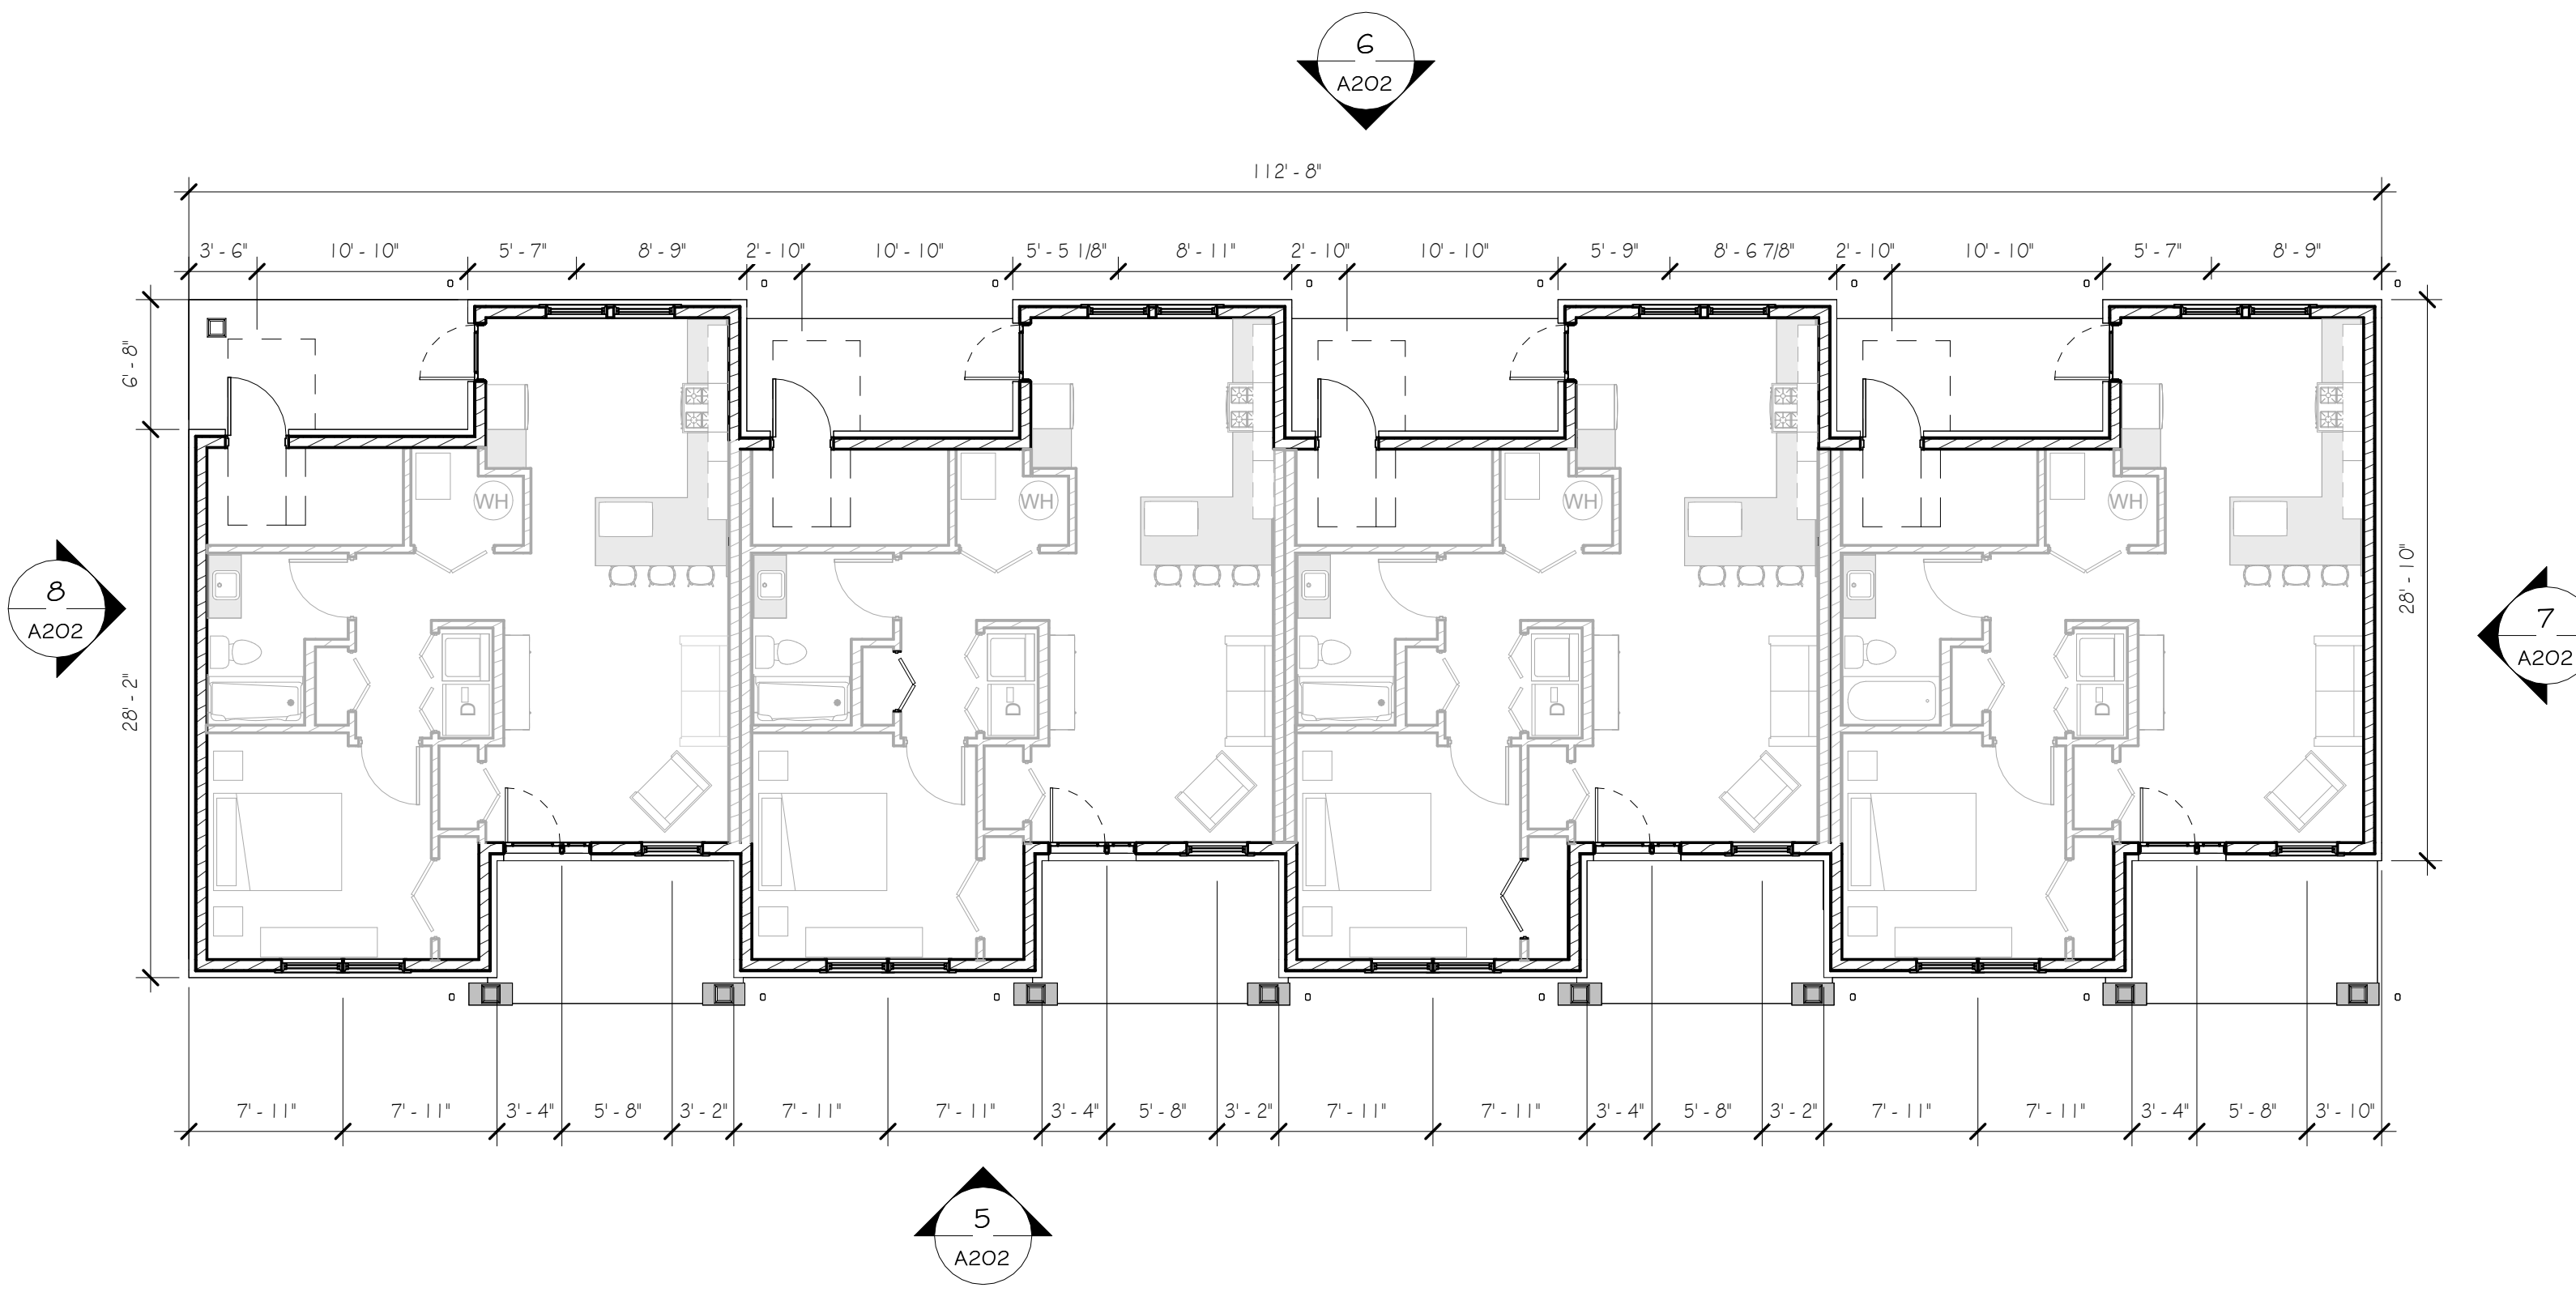 6
A202
112' - 8"
3' - 6" 10' - 10" 5' - 7" 8' - 9" 2' - 10" 10' - 10" 5' - 5 1/8" 8' - 11" 2' - 10" 10' - 10" 5' - 9" 8' - 6 7/8" 2' - 10" 10' - 10" 5' - 7" 8' - 9"
6' - 8"
WH WH WH WH
28' - 10"
8
A202
7
A202
28' - 2"
D D D D
7' - 11" 7' - 11" 3' - 4" 5' - 8" 3' - 2" 7' - 11" 7' - 11" 3' - 4" 5' - 8" 3' - 2" 7' - 11" 7' - 11" 3' - 4" 5' - 8" 3' - 2" 7' - 11" 7' - 11" 3' - 4" 5' - 8" 3' - 10"
5
A202